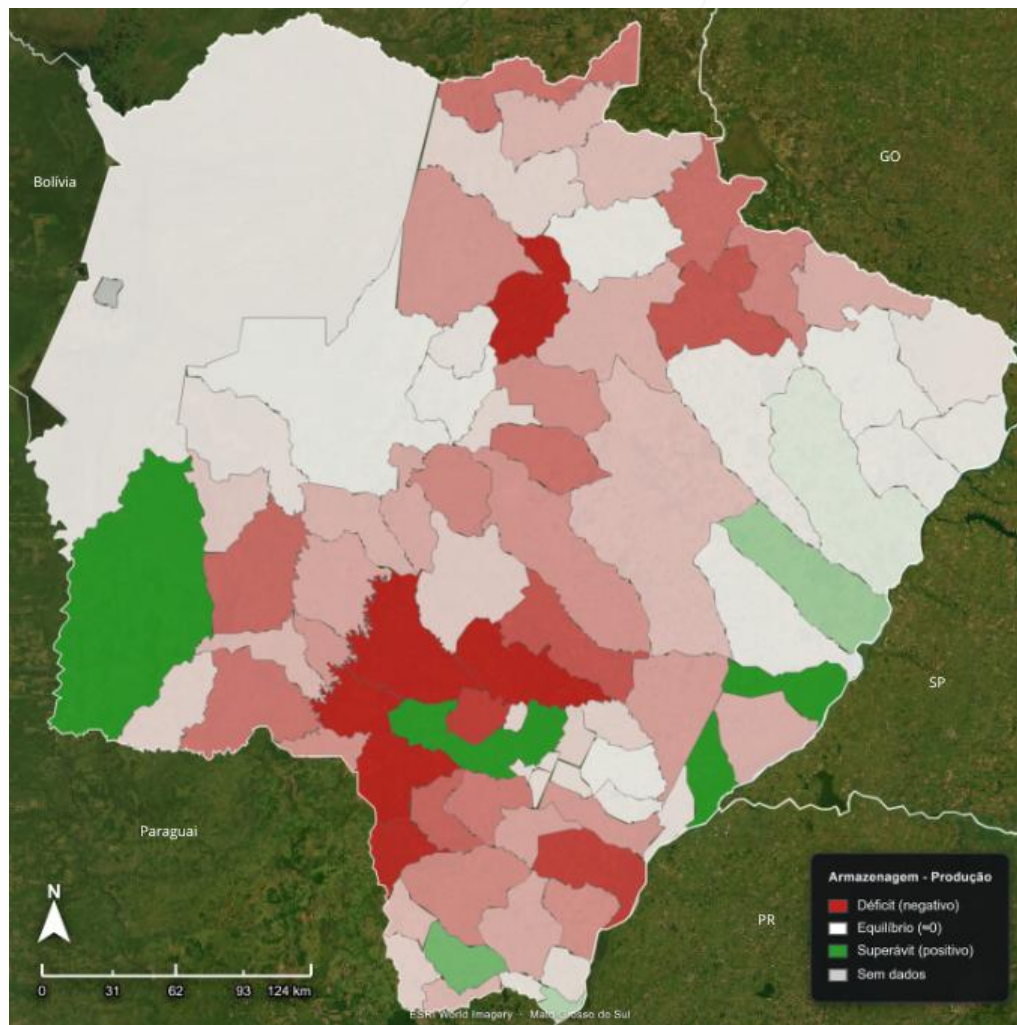 GO
Bolívia
SP
Paraguai
Armazenagem - Produção
Déficit (negativo)
Equilíbrio (≈0)
Superávit (positivo)
Sem dados
PR
N
0 31 62 93 124 km
ESRI World Imagery - Mato Grosso do Sul